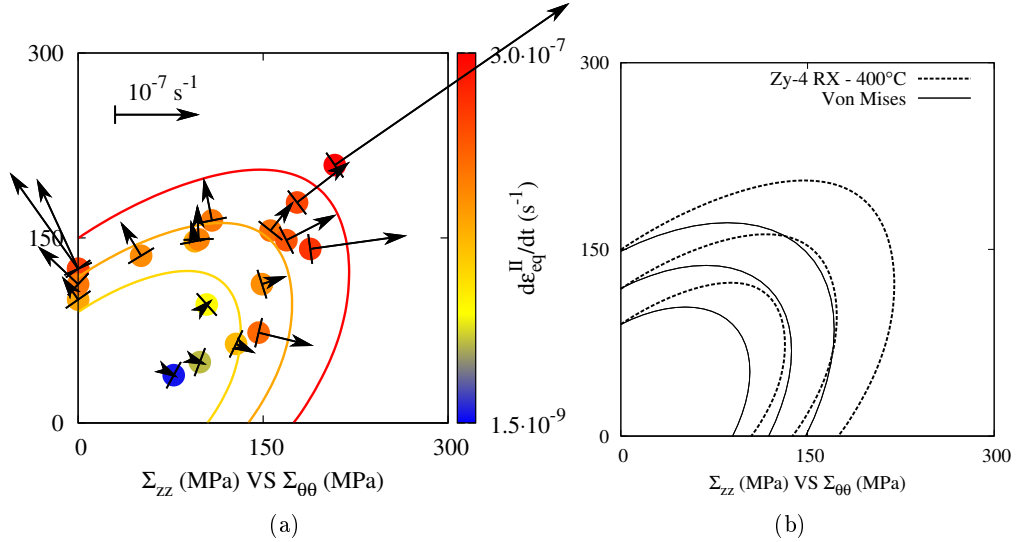 300
10⁻⁷ s⁻¹
150
0
0
150
300
Σzz (MPa) VS Σθθ (MPa)
3.0·10⁻⁷
dε̇ᴵᴵeq/dt (s⁻¹)
1.5·10⁻⁹
(a)
300
Zy-4 RX - 400°C
Von Mises
150
0
0
150
300
Σzz (MPa) VS Σθθ (MPa)
(b)